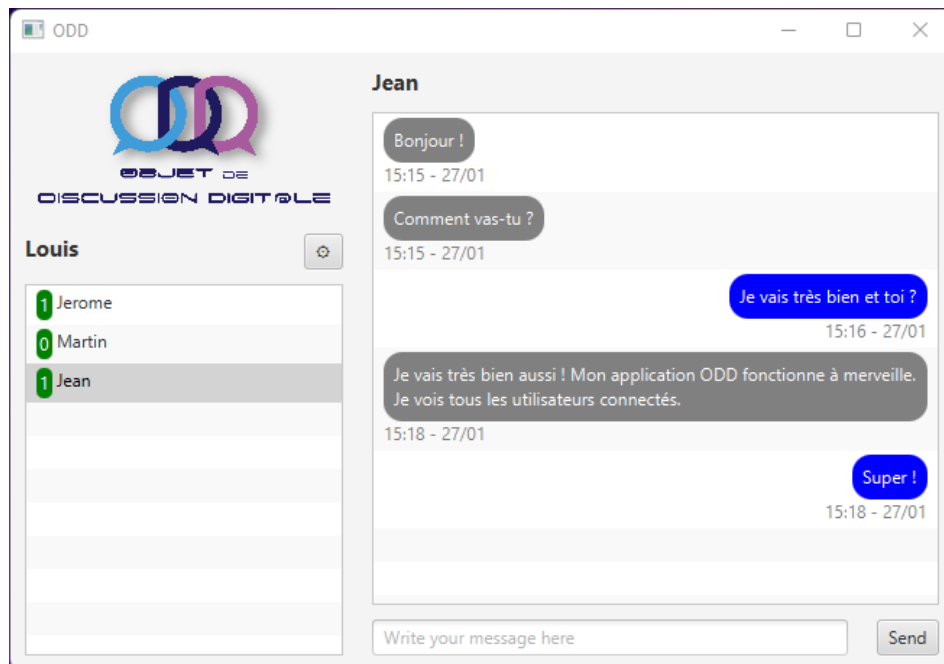 ODD
OBJET DE
DISCUSSION DIGIT@LE
Louis
1 Jerome
0 Martin
1 Jean
Jean
Bonjour !
15:15 - 27/01
Comment vas-tu ?
15:15 - 27/01
Je vais très bien et toi ?
15:16 - 27/01
Je vais très bien aussi ! Mon application ODD fonctionne à merveille.
Je vois tous les utilisateurs connectés.
15:18 - 27/01
Super !
15:18 - 27/01
Write your message here
Send